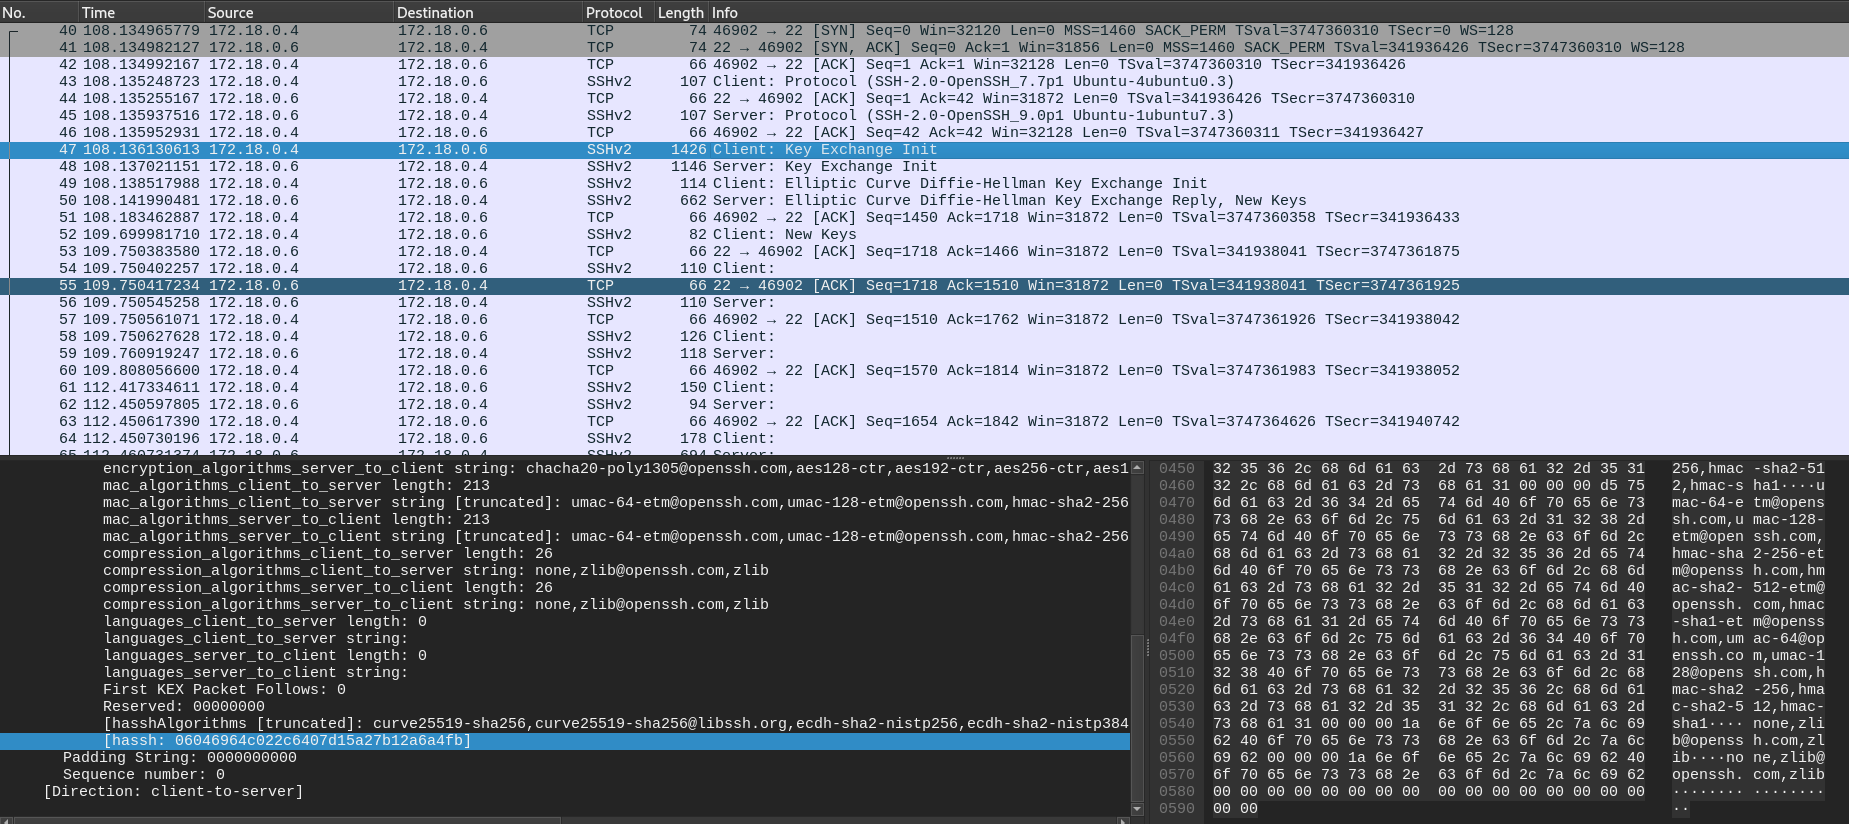 No. Time Source Destination Protocol Length Info
40 108.134965779 172.18.0.4 172.18.0.6 TCP 74 46902 → 22 [SYN] Seq=0 Win=32120 Len=0 MSS=1460 SACK_PERM TSval=3747360310 TSecr=0 WS=128
41 108.134982127 172.18.0.6 172.18.0.4 TCP 74 22 → 46902 [SYN, ACK] Seq=0 Ack=1 Win=31856 Len=0 MSS=1460 SACK_PERM TSval=341936426 TSecr=3747360310 WS=128
42 108.134992167 172.18.0.4 172.18.0.6 TCP 66 46902 → 22 [ACK] Seq=1 Ack=1 Win=32128 Len=0 TSval=3747360310 TSecr=341936426
43 108.135248723 172.18.0.4 172.18.0.6 SSHv2 107 Client: Protocol (SSH-2.0-OpenSSH_7.7p1 Ubuntu-4ubuntu0.3)
44 108.135255167 172.18.0.6 172.18.0.4 TCP 66 22 → 46902 [ACK] Seq=1 Ack=42 Win=31872 Len=0 TSval=341936426 TSecr=3747360310
45 108.135937516 172.18.0.6 172.18.0.4 SSHv2 107 Server: Protocol (SSH-2.0-OpenSSH_9.0p1 Ubuntu-1ubuntu7.3)
46 108.135952931 172.18.0.4 172.18.0.6 TCP 66 46902 → 22 [ACK] Seq=42 Ack=42 Win=32128 Len=0 TSval=3747360311 TSecr=341936427
47 108.136130613 172.18.0.4 172.18.0.6 SSHv2 1426 Client: Key Exchange Init
48 108.137021151 172.18.0.6 172.18.0.4 SSHv2 1146 Server: Key Exchange Init
49 108.138517988 172.18.0.4 172.18.0.6 SSHv2 114 Client: Elliptic Curve Diffie-Hellman Key Exchange Init
50 108.141990481 172.18.0.6 172.18.0.4 SSHv2 662 Server: Elliptic Curve Diffie-Hellman Key Exchange Reply, New Keys
51 108.183462887 172.18.0.4 172.18.0.6 TCP 66 46902 → 22 [ACK] Seq=1450 Ack=1718 Win=31872 Len=0 TSval=3747360358 TSecr=341936433
52 109.699981710 172.18.0.4 172.18.0.6 SSHv2 82 Client: New Keys
53 109.750383580 172.18.0.6 172.18.0.4 TCP 66 22 → 46902 [ACK] Seq=1718 Ack=1466 Win=31872 Len=0 TSval=341938041 TSecr=3747361875
54 109.750402257 172.18.0.4 172.18.0.6 SSHv2 110 Client:
55 109.750417234 172.18.0.6 172.18.0.4 TCP 66 22 → 46902 [ACK] Seq=1718 Ack=1510 Win=31872 Len=0 TSval=341938041 TSecr=3747361925
56 109.750545258 172.18.0.6 172.18.0.4 SSHv2 110 Server:
57 109.750561071 172.18.0.4 172.18.0.6 TCP 66 46902 → 22 [ACK] Seq=1510 Ack=1762 Win=31872 Len=0 TSval=3747361926 TSecr=341938042
58 109.750627628 172.18.0.4 172.18.0.6 SSHv2 126 Client:
59 109.760919247 172.18.0.6 172.18.0.4 SSHv2 118 Server:
60 109.808056600 172.18.0.4 172.18.0.6 TCP 66 46902 → 22 [ACK] Seq=1570 Ack=1814 Win=31872 Len=0 TSval=3747361983 TSecr=341938052
61 112.417334611 172.18.0.4 172.18.0.6 SSHv2 150 Client:
62 112.450597805 172.18.0.6 172.18.0.4 SSHv2 94 Server:
63 112.450617390 172.18.0.4 172.18.0.6 TCP 66 46902 → 22 [ACK] Seq=1654 Ack=1842 Win=31872 Len=0 TSval=3747364626 TSecr=341940742
64 112.450730196 172.18.0.4 172.18.0.6 SSHv2 178 Client:
encryption_algorithms_server_to_client string: chacha20-poly1305@openssh.com,aes128-ctr,aes192-ctr,aes256-ctr,aes1
mac_algorithms_client_to_server length: 213
mac_algorithms_client_to_server string [truncated]: umac-64-etm@openssh.com,umac-128-etm@openssh.com,hmac-sha2-256
mac_algorithms_server_to_client length: 213
mac_algorithms_server_to_client string [truncated]: umac-64-etm@openssh.com,umac-128-etm@openssh.com,hmac-sha2-256
compression_algorithms_client_to_server length: 26
compression_algorithms_client_to_server string: none,zlib@openssh.com,zlib
compression_algorithms_server_to_client length: 26
compression_algorithms_server_to_client string: none,zlib@openssh.com,zlib
languages_client_to_server length: 0
languages_client_to_server string:
languages_server_to_client length: 0
languages_server_to_client string:
First KEX Packet Follows: 0
Reserved: 00000000
[hasshAlgorithms [truncated]: curve25519-sha256,curve25519-sha256@libssh.org,ecdh-sha2-nistp256,ecdh-sha2-nistp384
[hassh: 06046964c022c6407d15a27b12a6a4fb]
Padding String: 0000000000
Sequence number: 0
[Direction: client-to-server]
0450 32 35 36 2c 68 6d 61 63 2d 73 68 61 32 2d 35 31 256,hmac -sha2-51
0460 32 2c 68 6d 61 63 2d 73 68 61 31 00 00 00 d5 75 2,hmac-s ha1····u
0470 6d 61 63 2d 36 34 2d 65 74 6d 40 6f 70 65 6e 73 mac-64-e tm@opens
0480 73 68 2e 63 6f 6d 2c 75 6d 61 63 2d 31 32 38 2d sh.com,u mac-128-
0490 65 74 6d 40 6f 70 65 6e 73 73 68 2e 63 6f 6d 2c etm@open ssh.com,
04a0 68 6d 61 63 2d 73 68 61 32 2d 32 35 36 2d 65 74 hmac-sha 2-256-et
04b0 6d 40 6f 70 65 6e 73 73 68 2e 63 6f 6d 2c 68 6d m@openss h.com,hm
04c0 61 63 2d 73 68 61 32 2d 35 31 32 2d 65 74 6d 40 ac-sha2- 512-etm@
04d0 6f 70 65 6e 73 73 68 2e 63 6f 6d 2c 68 6d 61 63 openssh. com,hmac
04e0 2d 73 68 61 31 2d 65 74 6d 40 6f 70 65 6e 73 73 -sha1-et m@openss
04f0 68 2e 63 6f 6d 2c 75 6d 61 63 2d 36 34 40 6f 70 h.com,um ac-64@op
0500 65 6e 73 73 68 2e 63 6f 6d 2c 75 6d 61 63 2d 31 enssh.co m,umac-1
0510 32 38 40 6f 70 65 6e 73 73 68 2e 63 6f 6d 2c 68 28@opens sh.com,h
0520 6d 61 63 2d 73 68 61 32 2d 32 35 36 2c 68 6d 61 mac-sha2 -256,hma
0530 63 2d 73 68 61 32 2d 35 31 32 2c 68 6d 61 63 2d c-sha2-5 12,hmac-
0540 73 68 61 31 00 00 00 1a 6e 6f 6e 65 2c 7a 6c 69 sha1···· none,zli
0550 62 40 6f 70 65 6e 73 73 68 2e 63 6f 6d 2c 7a 6c b@openss h.com,zl
0560 69 62 00 00 00 1a 6e 6f 6e 65 2c 7a 6c 69 62 40 ib····no ne,zlib@
0570 6f 70 65 6e 73 73 68 2e 63 6f 6d 2c 7a 6c 69 62 openssh. com,zlib
0580 00 00 00 00 00 00 00 00 00 00 00 00 00 00 00 00 ········ ········
0590 00 00 ··